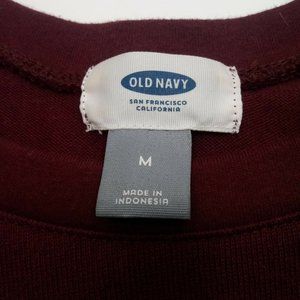 OLD NAVY
SAN FRANCISCO
CALIFORNIA
M
MADE IN
INDONESIA